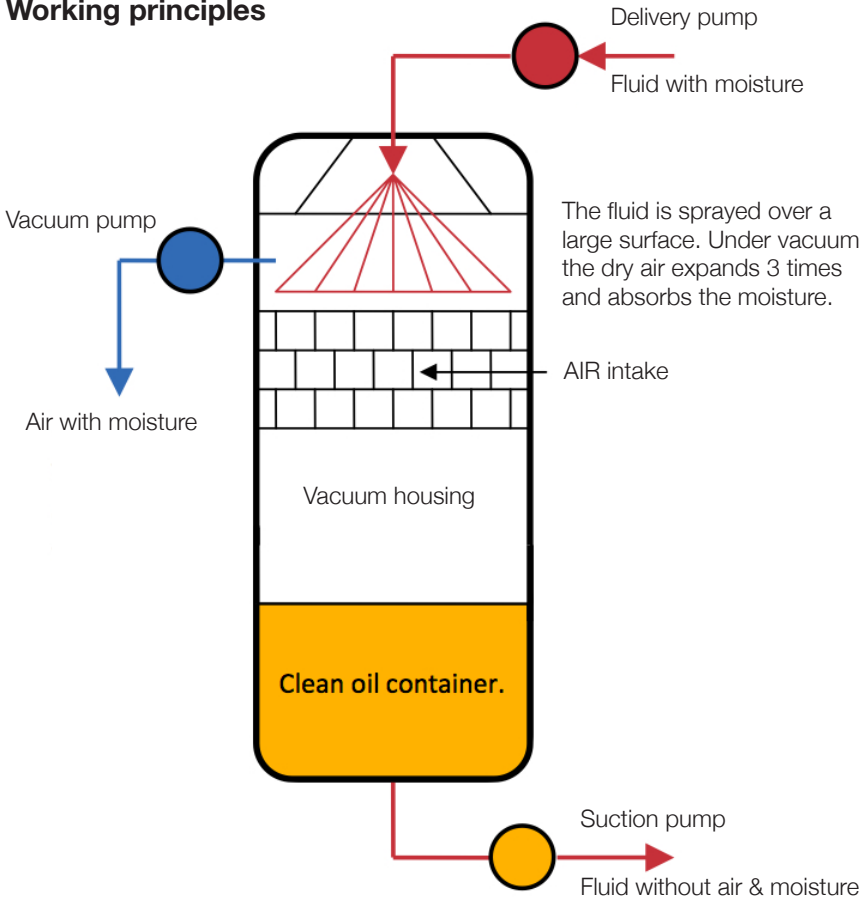 Working principles
Delivery pump
Fluid with moisture
Vacuum pump
The fluid is sprayed over a
large surface. Under vacuum
the dry air expands 3 times
and absorbs the moisture.
AIR intake
Air with moisture
Vacuum housing
Clean oil container.
Suction pump
Fluid without air & moisture